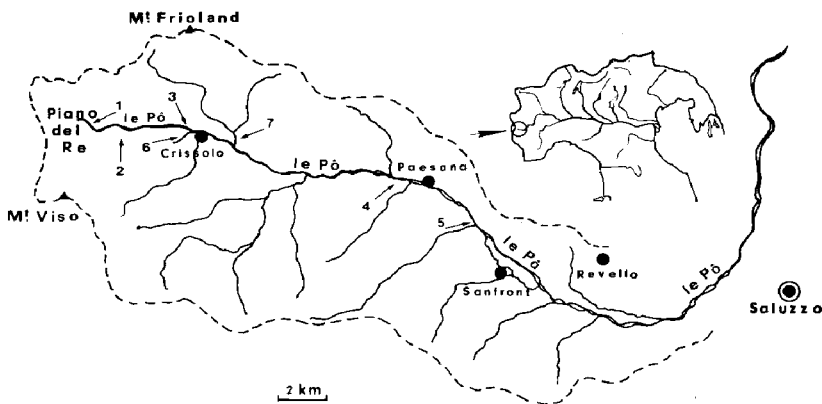 Mt Frioland
Piano
del
Re
1
le Pô
3
7
6
Crissolo
2
Mt Viso
le Pô
Paesana
4
5
le Pô
Sanfront
Revello
le Pô
Saluzzo
2 km